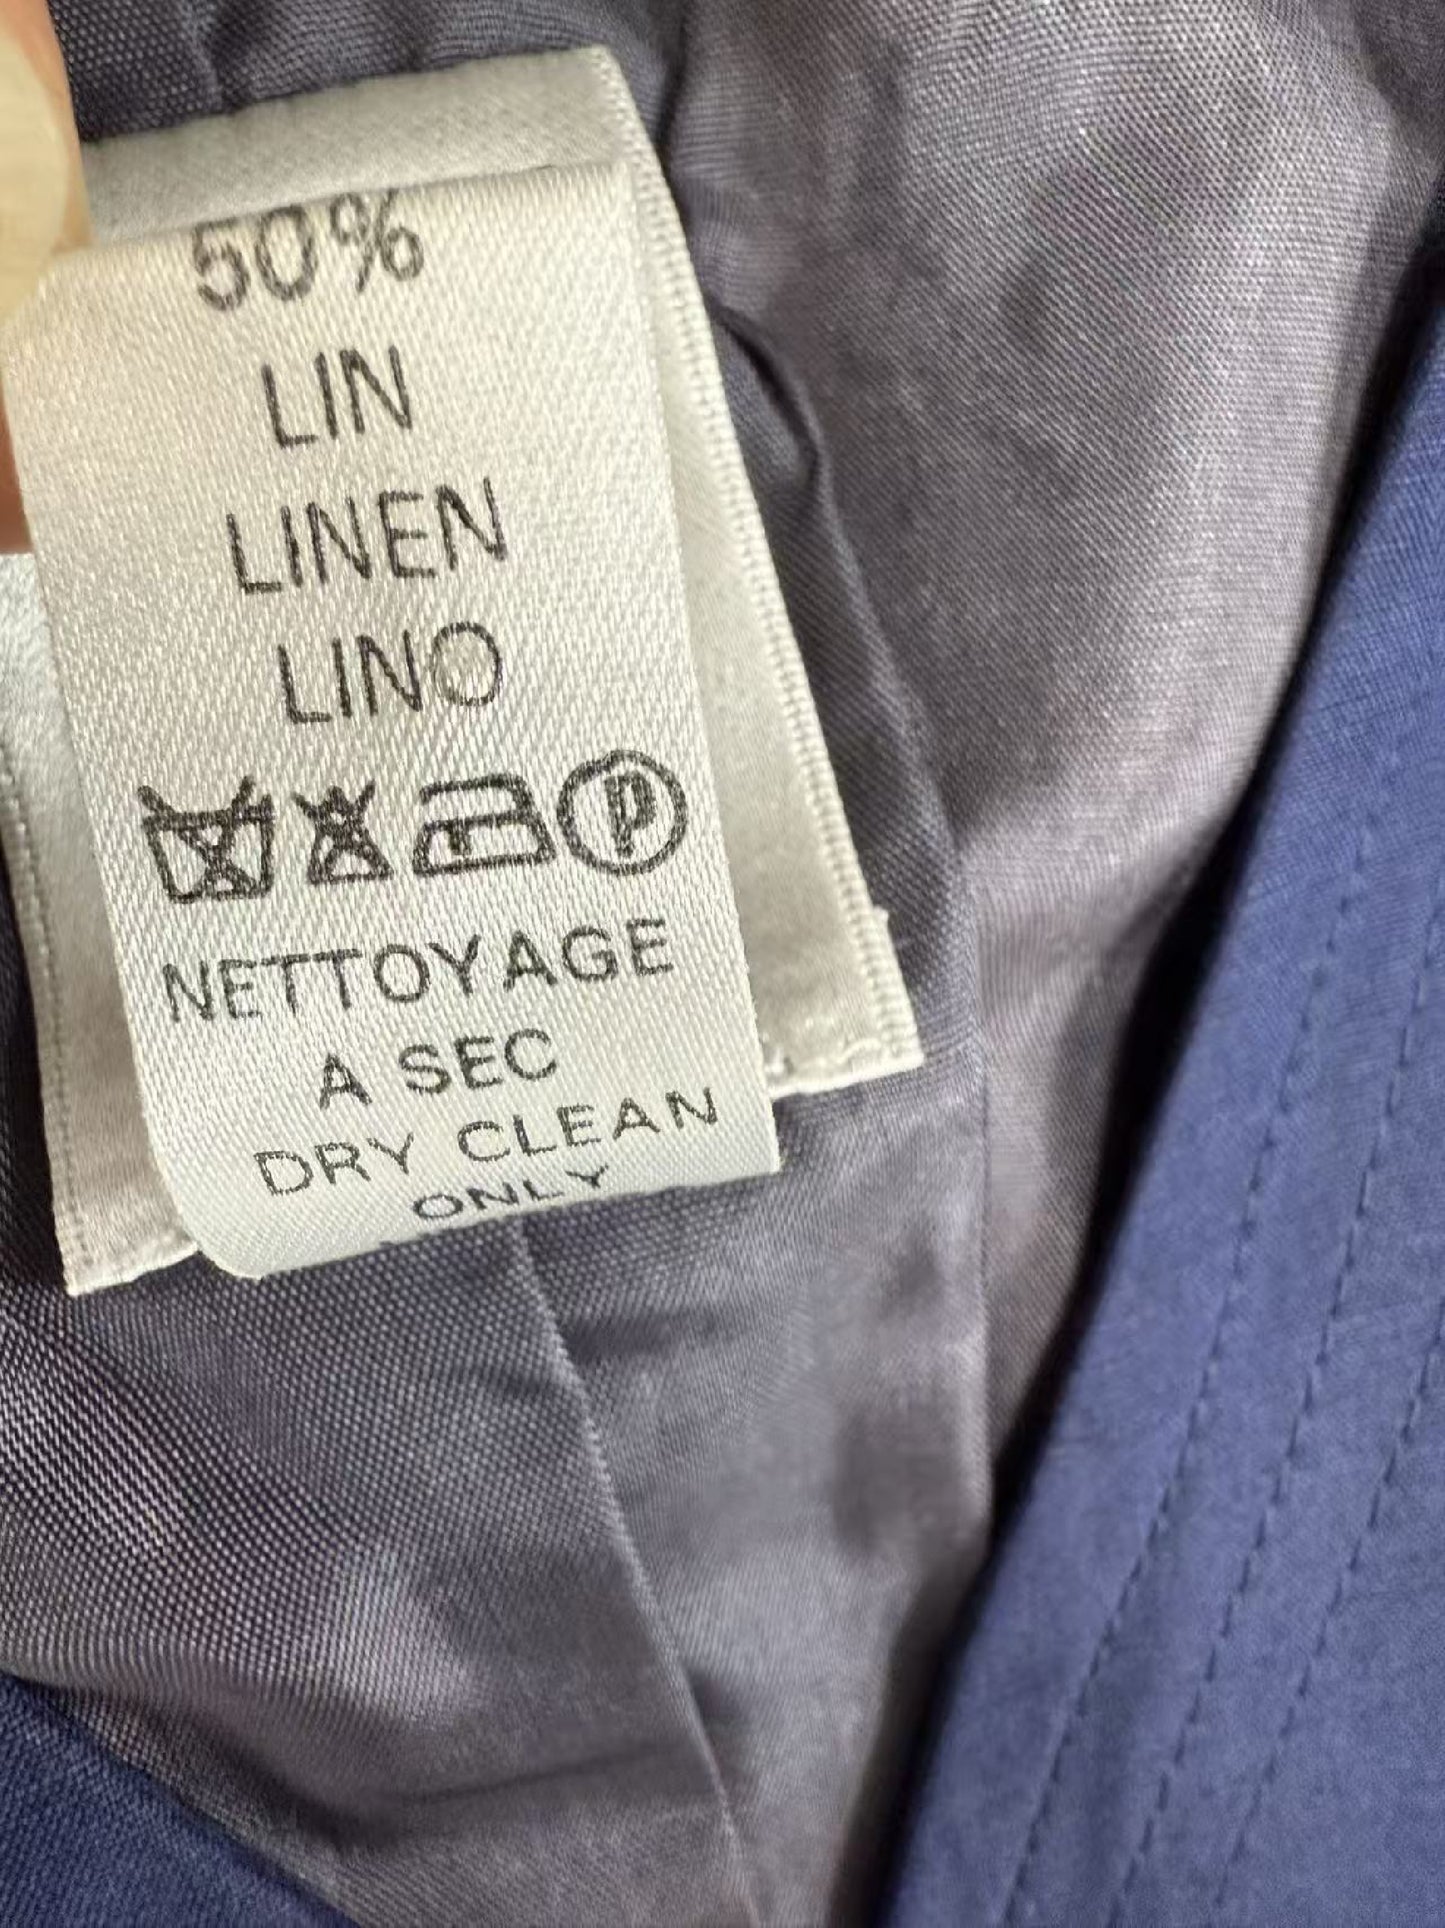 50%
LIN
LINEN
LINO
P
NETTOYAGE
A SEC
DRY CLEAN
ONLY